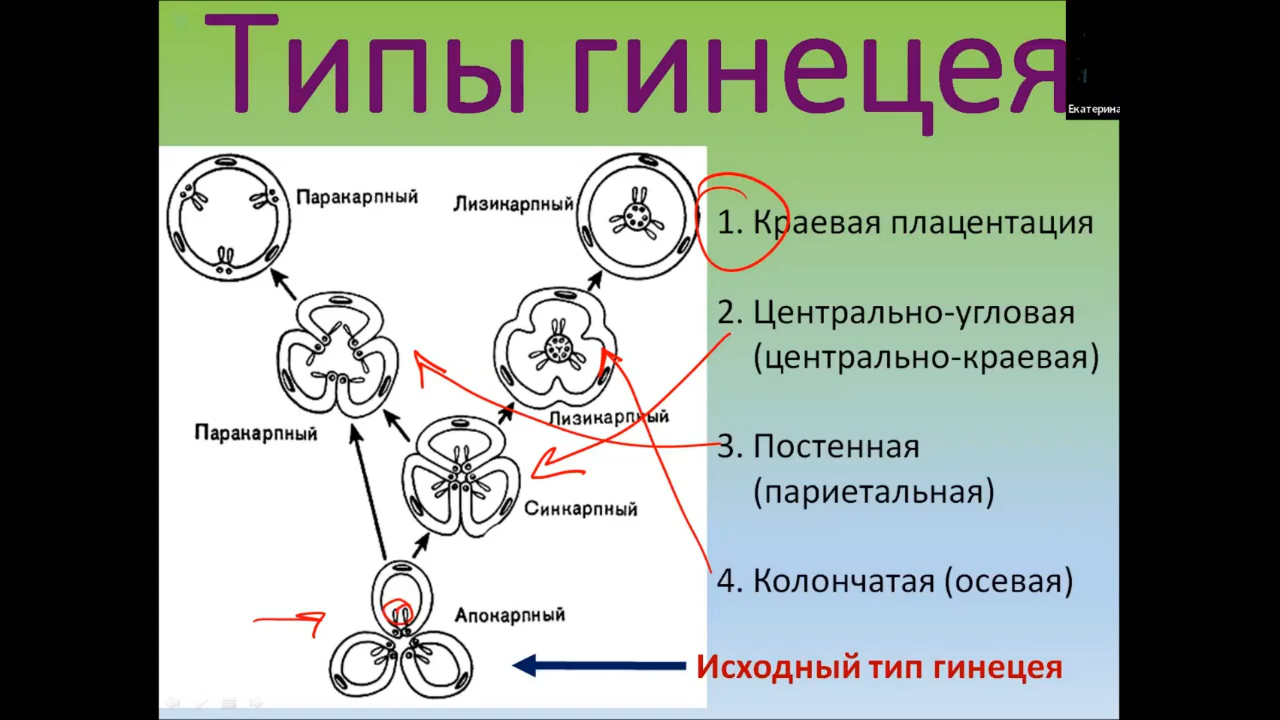 Типы гинецея
Екатерина
Паракарпный
Лизикарпный
1. Краевая плацентация
2. Центрально-угловая
(центрально-краевая)
Лизикарпный
Паракарпный
3. Постенная
(париетальная)
Синкарпный
4. Колончатая (осевая)
Апокарпный
Исходный тип гинецея